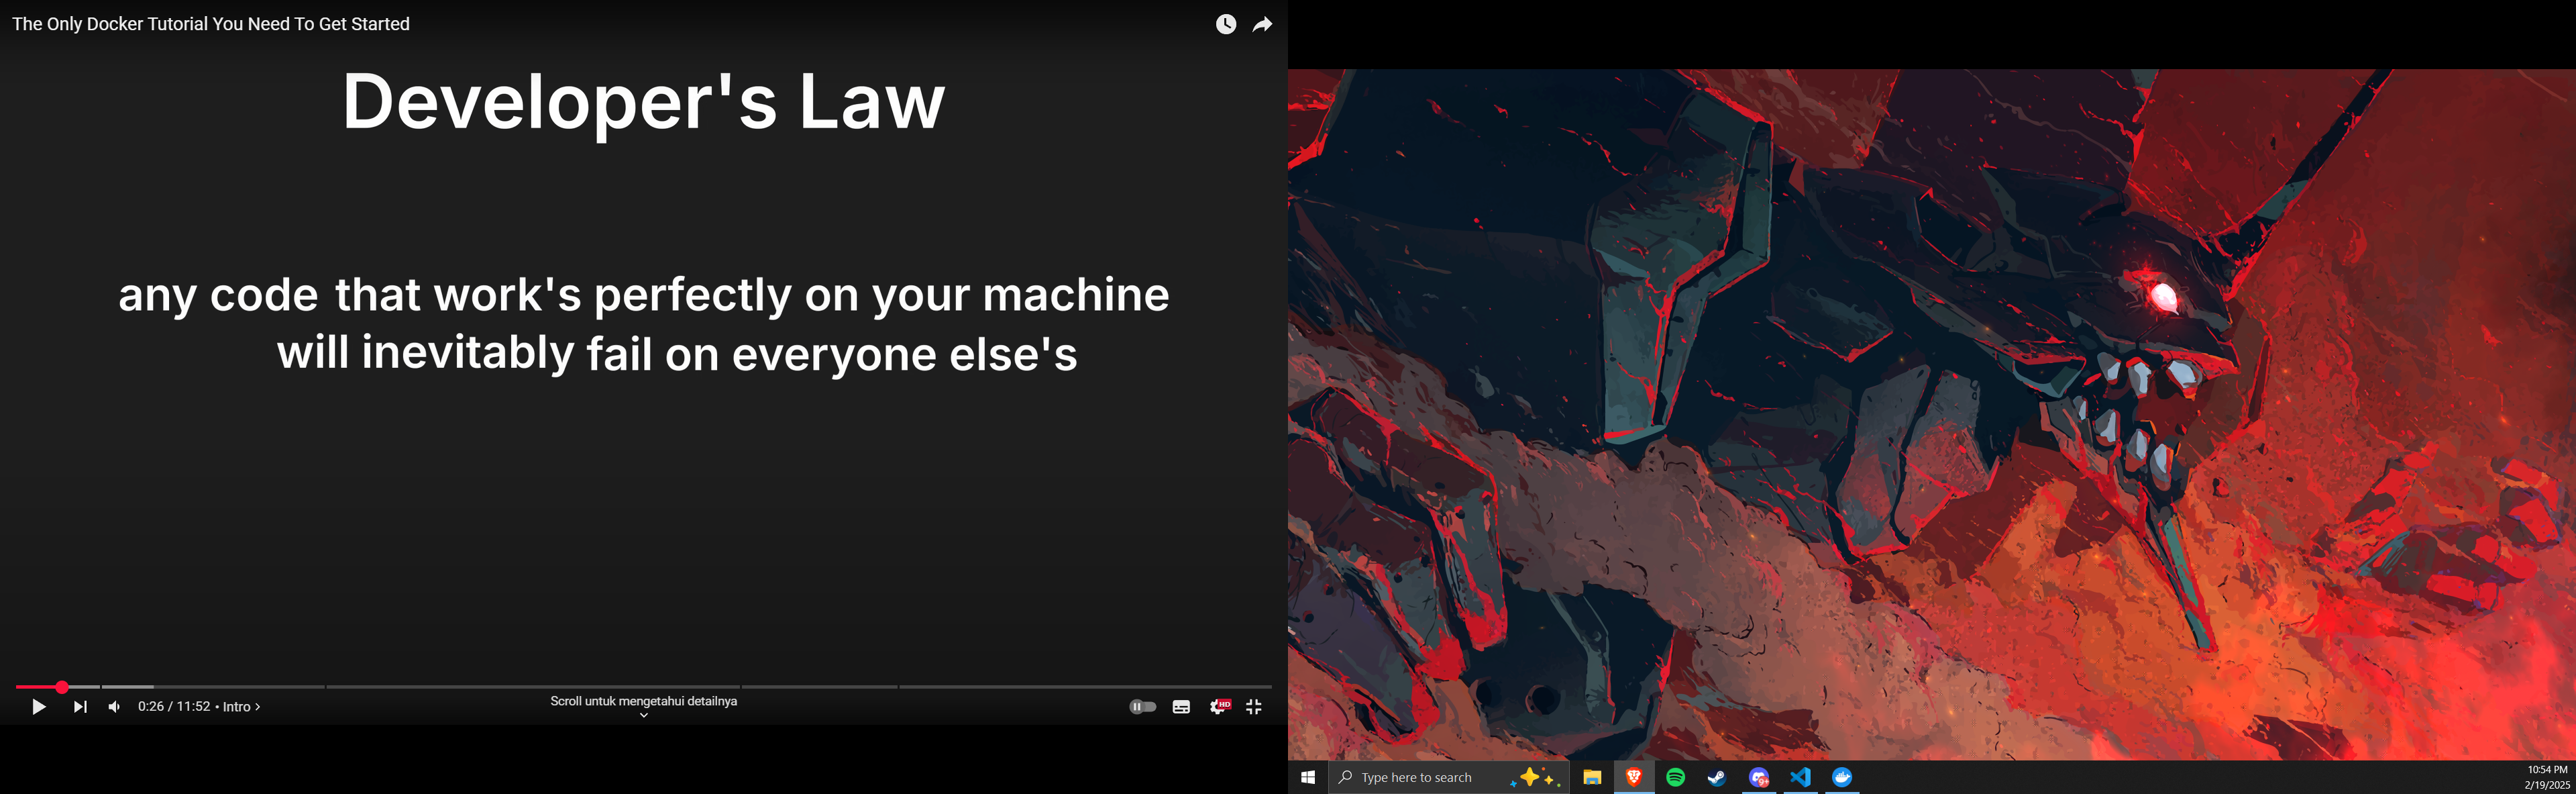 The Only Docker Tutorial You Need To Get Started
Developer's Law
any code that work's perfectly on your machine
will inevitably fail on everyone else's
0:26 / 11:52 • Intro
Scroll untuk mengetahui detailnya
HD
Type here to search
9+
10:54 PM
2/19/2025